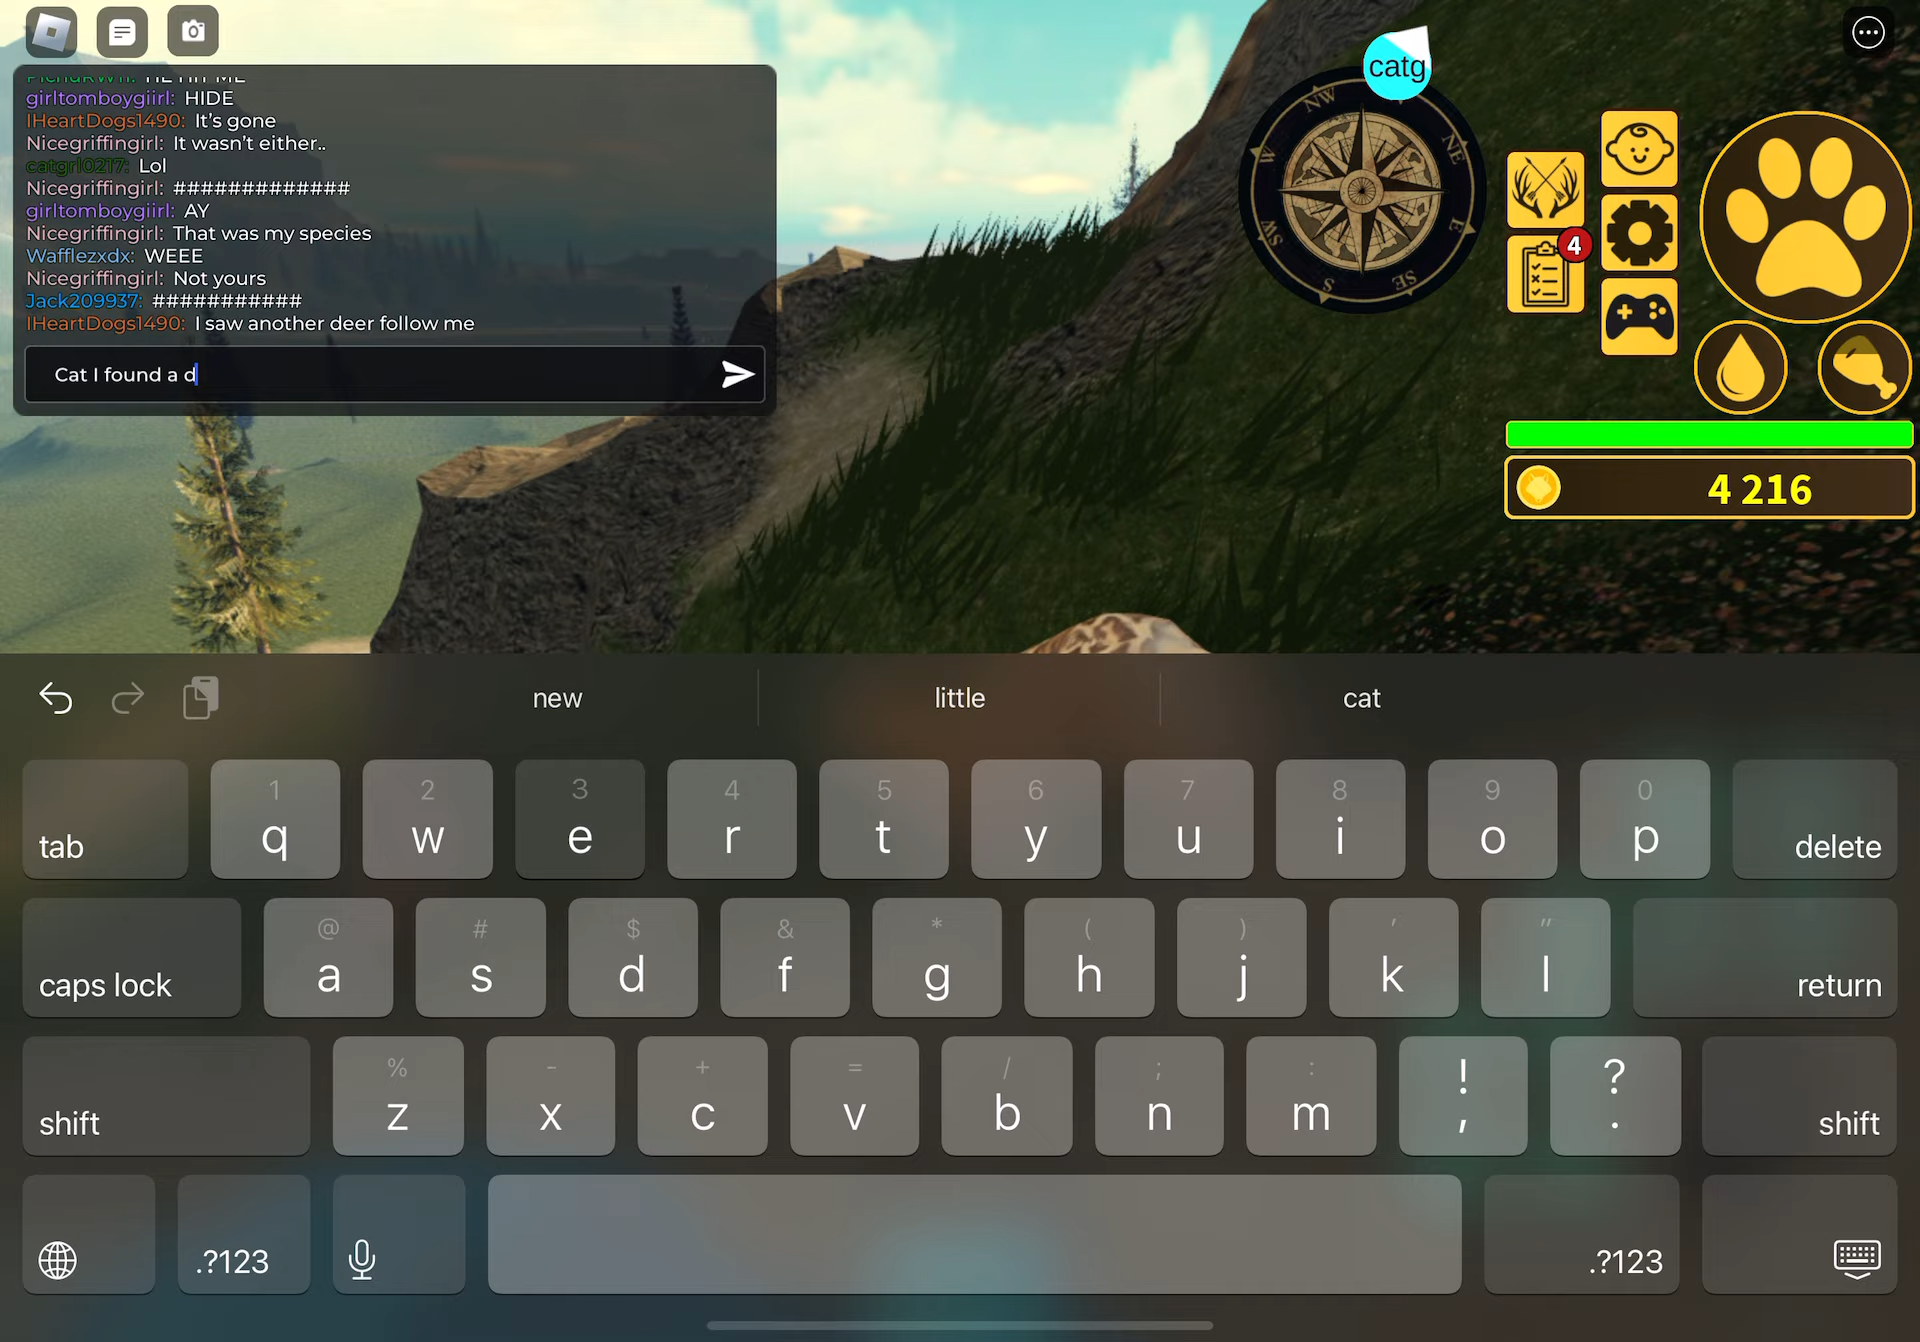 girltomboygiirl: HIDE
IHeartDogs1490: It's gone
Nicegriffingirl: It wasn't either..
catgrl0217: Lol
Nicegriffingirl: #############
girltomboygiirl: AY
Nicegriffingirl: That was my species
Wafflezxdx: WEEE
Nicegriffingirl: Not yours
Jack209937: ###########
IHeartDogs1490: I saw another deer follow me
Cat I found a d
catg
NW
NE
W
E
SW
SE
S
4
4 216
new little cat
1 2 3 4 5 6 7 8 9 0
tab q w e r t y u i o p delete
@ # $ & * ( ) ' "
caps lock a s d f g h j k l return
% - + = / ; : ! ?
shift z x c v b n m , . shift
.?123 .?123